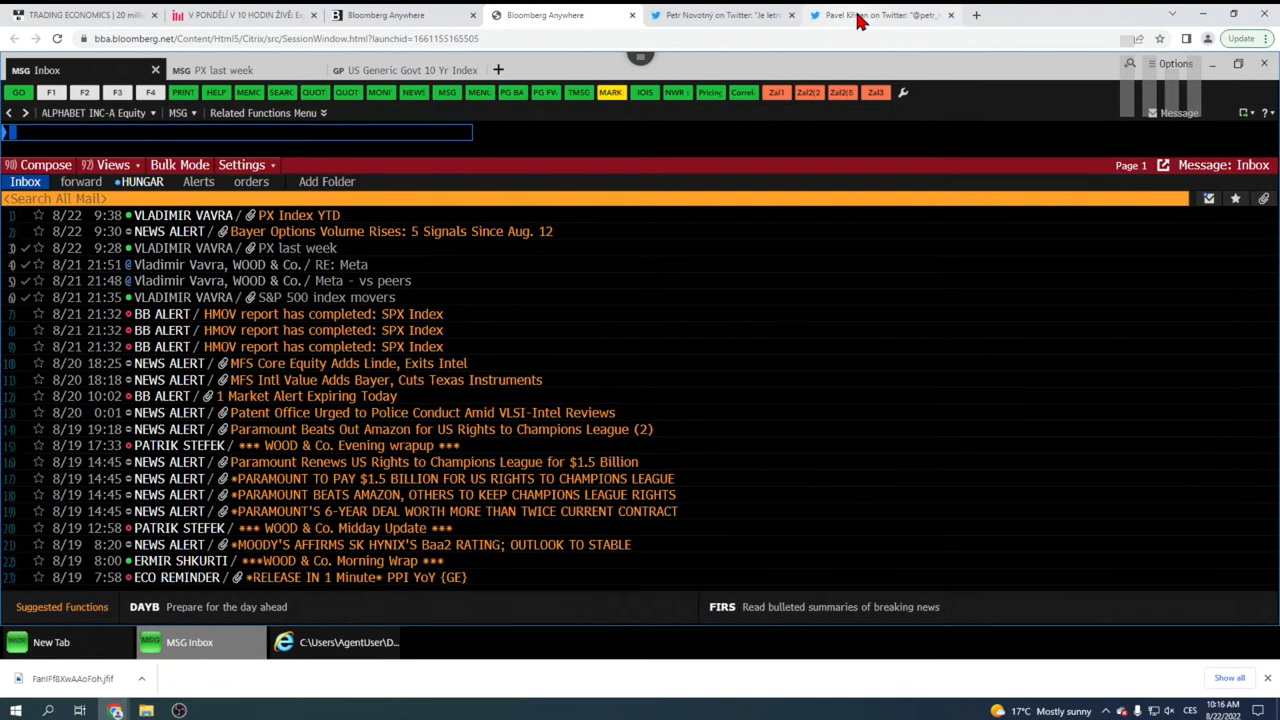 TRADING ECONOMICS | 20 millio
V PONDĚLÍ V 10 HODIN ŽIVĚ:
Bloomberg Anywhere
Bloomberg Anywhere
Petr Novotný on Twitter: "Je letní
on Twitter: "@petr_
bba.bloomberg.net/Content/Html5/Citrix/src/SessionWindow.html?launchid=1661155165505
Update
MSG Inbox
MSG PX last week
GP US Generic Govt 10 Yr Index
Options
GO F1 F2 F3 F4 PRINT HELP MEMC SEARC QUOT QUOT MONI NEWS MSG MENU PG BA PG FW TMSG MARK IOIS NWR Pricing Correl Zal1 Zal2(2 Zal2(5 Zal3
ALPHABET INC-A Equity MSG Related Functions Menu
Message
90) Compose 92) Views Bulk Mode Settings Page 1 Message: Inbox
Inbox forward HUNGAR Alerts orders Add Folder
<Search All Mail>
1) 8/22 9:38 VLADIMIR VAVRA/ PX Index YTD
2) 8/22 9:30 NEWS ALERT/ Bayer Options Volume Rises: 5 Signals Since Aug. 12
3) 8/22 9:28 VLADIMIR VAVRA/ PX last week
4) 8/21 21:51 @ Vladimir Vavra, WOOD & Co./ RE: Meta
5) 8/21 21:48 @ Vladimir Vavra, WOOD & Co./ Meta - vs peers
6) 8/21 21:35 VLADIMIR VAVRA/ S&P 500 index movers
7) 8/21 21:32 BB ALERT/ HMOV report has completed: SPX Index
8) 8/21 21:32 BB ALERT/ HMOV report has completed: SPX Index
9) 8/21 21:32 BB ALERT/ HMOV report has completed: SPX Index
10) 8/20 18:25 NEWS ALERT/ MFS Core Equity Adds Linde, Exits Intel
11) 8/20 18:18 NEWS ALERT/ MFS Intl Value Adds Bayer, Cuts Texas Instruments
12) 8/20 10:02 BB ALERT/ 1 Market Alert Expiring Today
13) 8/20 0:01 NEWS ALERT/ Patent Office Urged to Police Conduct Amid VLSI-Intel Reviews
14) 8/19 19:18 NEWS ALERT/ Paramount Beats Out Amazon for US Rights to Champions League (2)
15) 8/19 17:33 PATRIK STEFEK/ *** WOOD & Co. Evening wrapup ***
16) 8/19 14:45 NEWS ALERT/ Paramount Renews US Rights to Champions League for $1.5 Billion
17) 8/19 14:45 NEWS ALERT/ *PARAMOUNT TO PAY $1.5 BILLION FOR US RIGHTS TO CHAMPIONS LEAGUE
18) 8/19 14:45 NEWS ALERT/ *PARAMOUNT BEATS AMAZON, OTHERS TO KEEP CHAMPIONS LEAGUE RIGHTS
19) 8/19 14:45 NEWS ALERT/ *PARAMOUNT'S 6-YEAR DEAL WORTH MORE THAN TWICE CURRENT CONTRACT
20) 8/19 12:58 PATRIK STEFEK/ *** WOOD & Co. Midday Update ***
21) 8/19 8:20 NEWS ALERT/ *MOODY'S AFFIRMS SK HYNIX'S Baa2 RATING; OUTLOOK TO STABLE
22) 8/19 8:00 ERMIR SHKURTI/ ***WOOD & Co. Morning Wrap ***
23) 8/19 7:58 ECO REMINDER/ *RELEASE IN 1 Minute* PPI YoY {GE}
Suggested Functions DAYB Prepare for the day ahead FIRS Read bulleted summaries of breaking news
New Tab
MSG Inbox
C:\Users\AgentUser\D...
FanIFf8XwAAoFoh.jfif
Show all
17°C Mostly sunny
CES
10:16 AM
8/22/2022